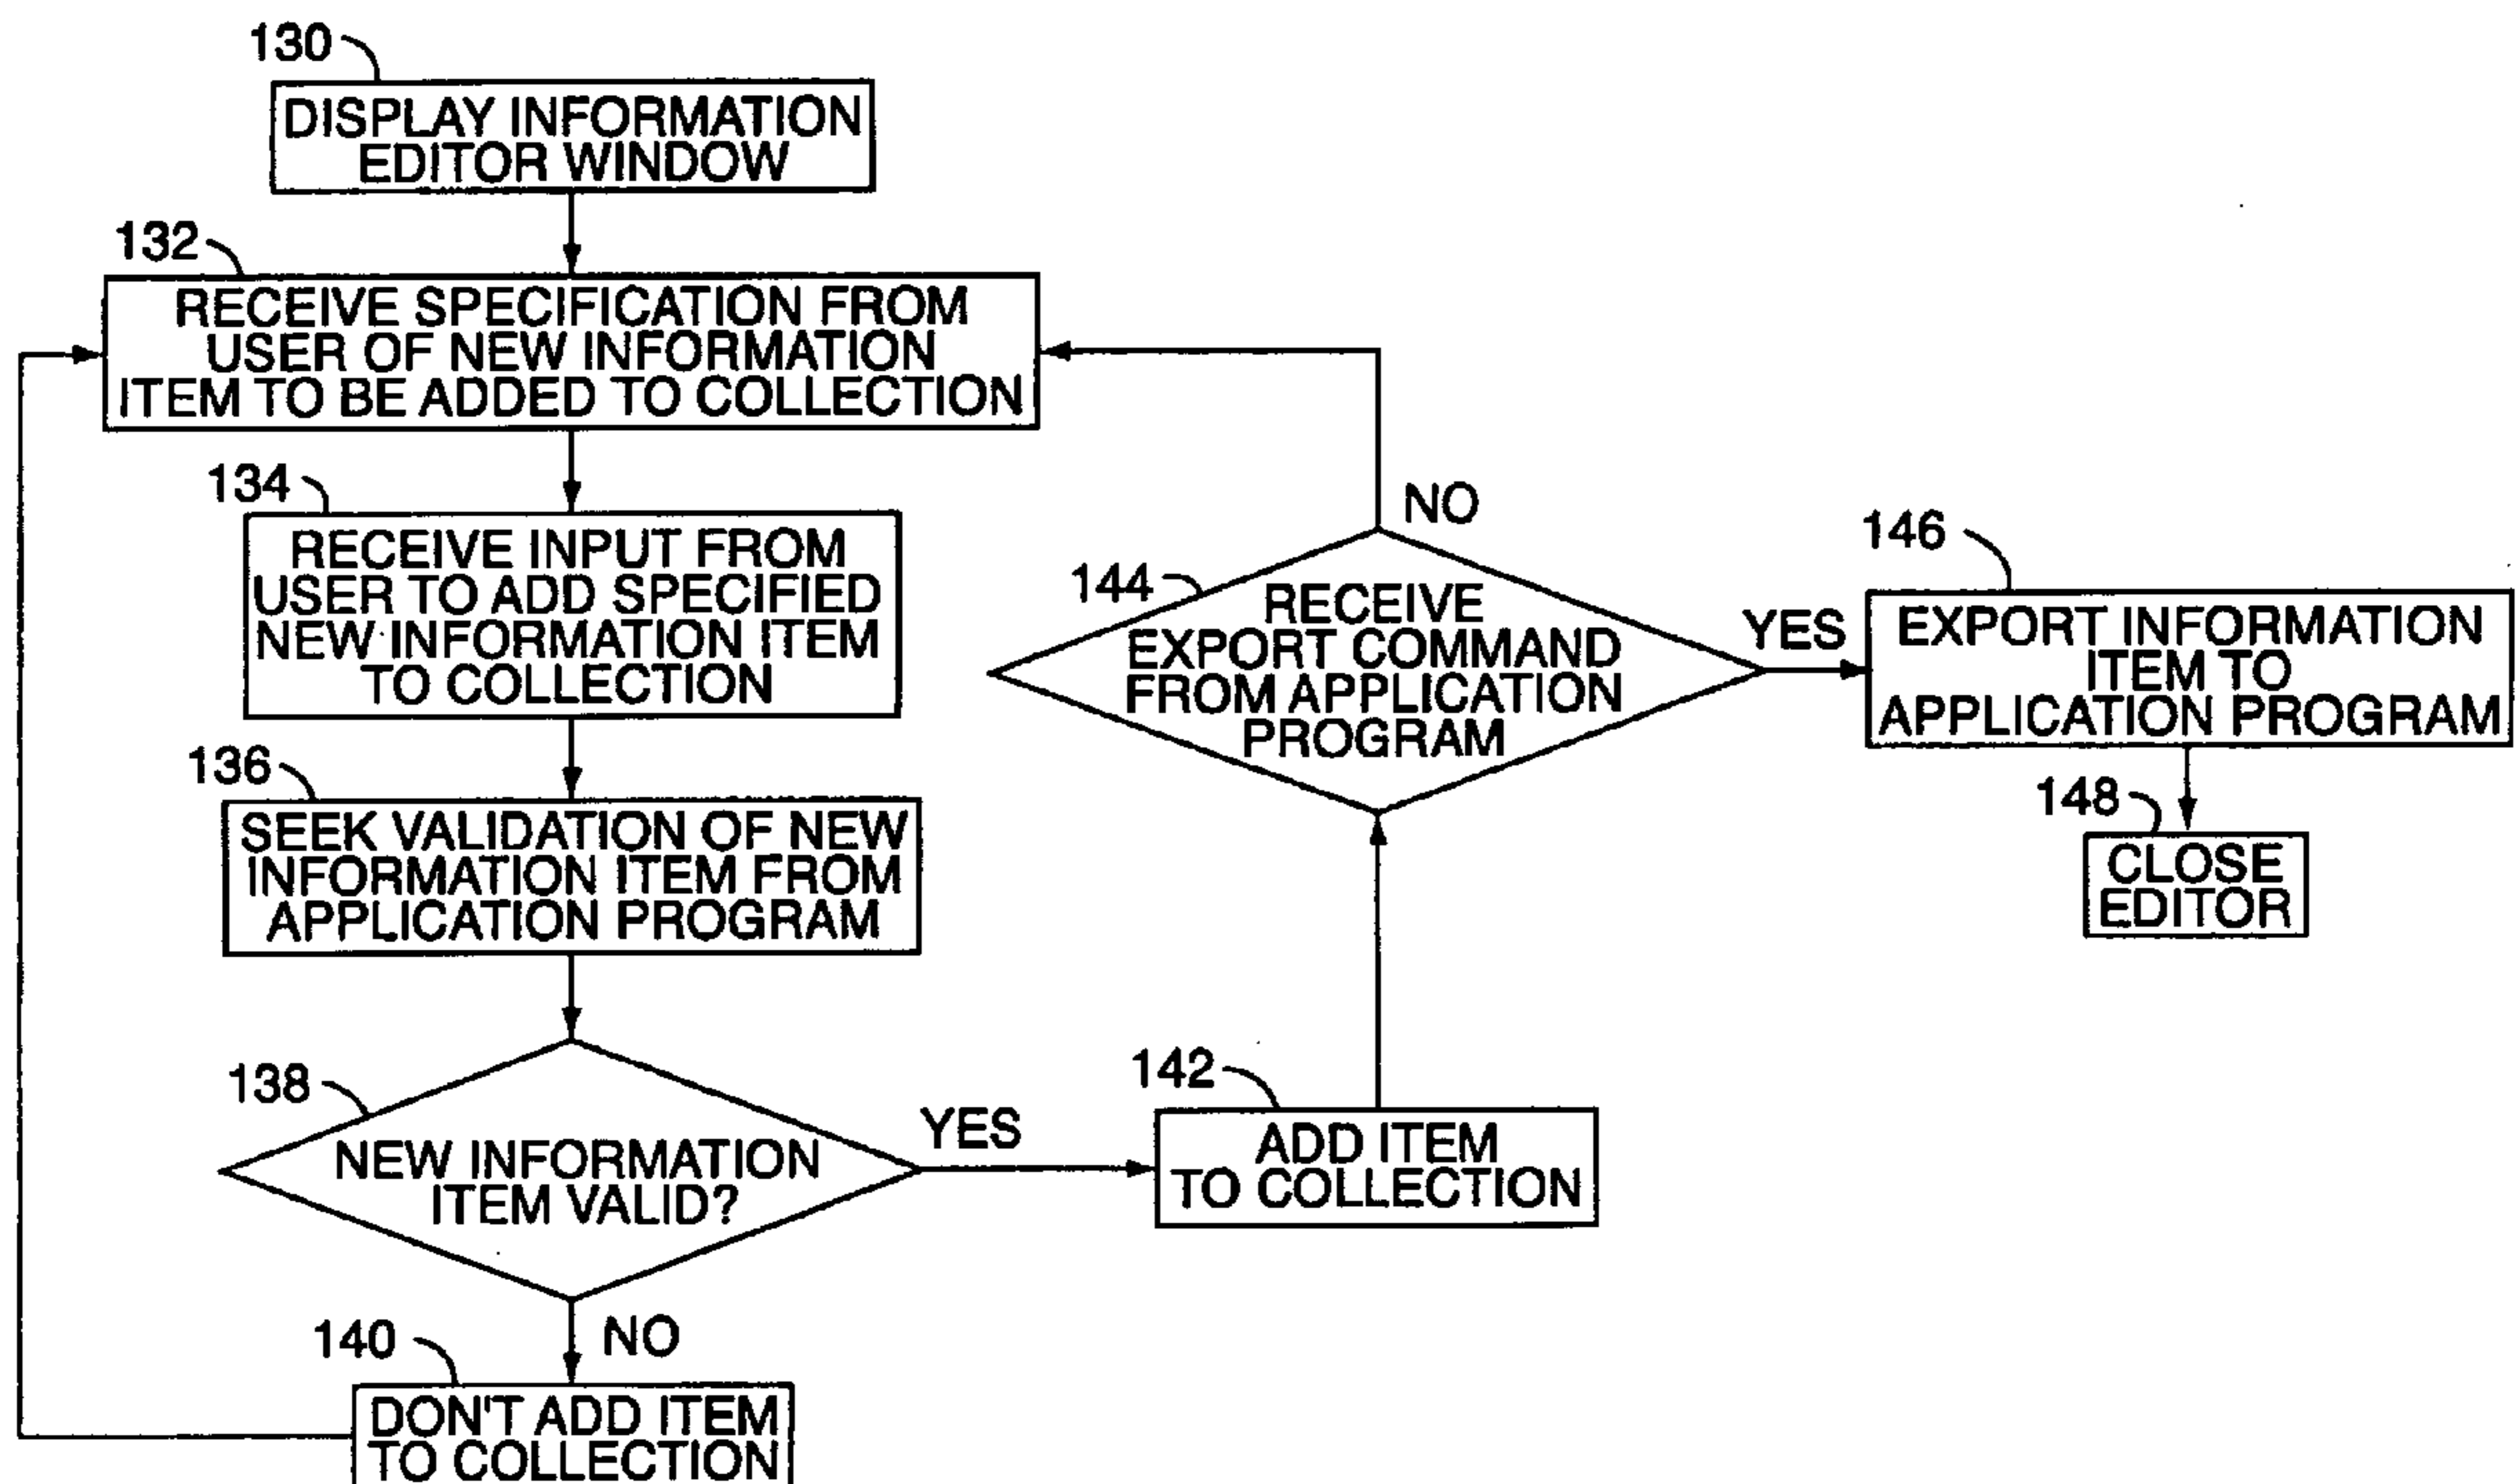 130
DISPLAY INFORMATION
EDITOR WINDOW
132
RECEIVE SPECIFICATION FROM
USER OF NEW INFORMATION
ITEM TO BE ADDED TO COLLECTION
134
RECEIVE INPUT FROM
USER TO ADD SPECIFIED
NEW INFORMATION ITEM
TO COLLECTION
136
SEEK VALIDATION OF NEW
INFORMATION ITEM FROM
APPLICATION PROGRAM
138
NEW INFORMATION
ITEM VALID?
YES
NO
140
DON'T ADD ITEM
TO COLLECTION
142
ADD ITEM
TO COLLECTION
144
RECEIVE
EXPORT COMMAND
FROM APPLICATION
PROGRAM
NO
YES
146
EXPORT INFORMATION
ITEM TO
APPLICATION PROGRAM
148
CLOSE
EDITOR